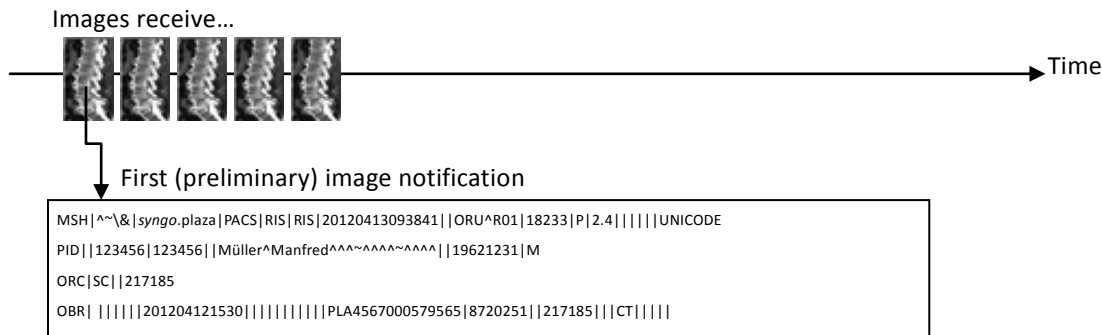 Images receive…
Time
First (preliminary) image notification
MSH|^~\&|syngo.plaza|PACS|RIS|RIS|20120413093841||ORU^R01|18233|P|2.4||||||UNICODE
PID||123456|123456||Müller^Manfred^^^~^^^^~^^^^||19621231|M
ORC|SC||217185
OBR| ||||||201204121530|||||||||||PLA4567000579565|8720251||217185|||CT|||||